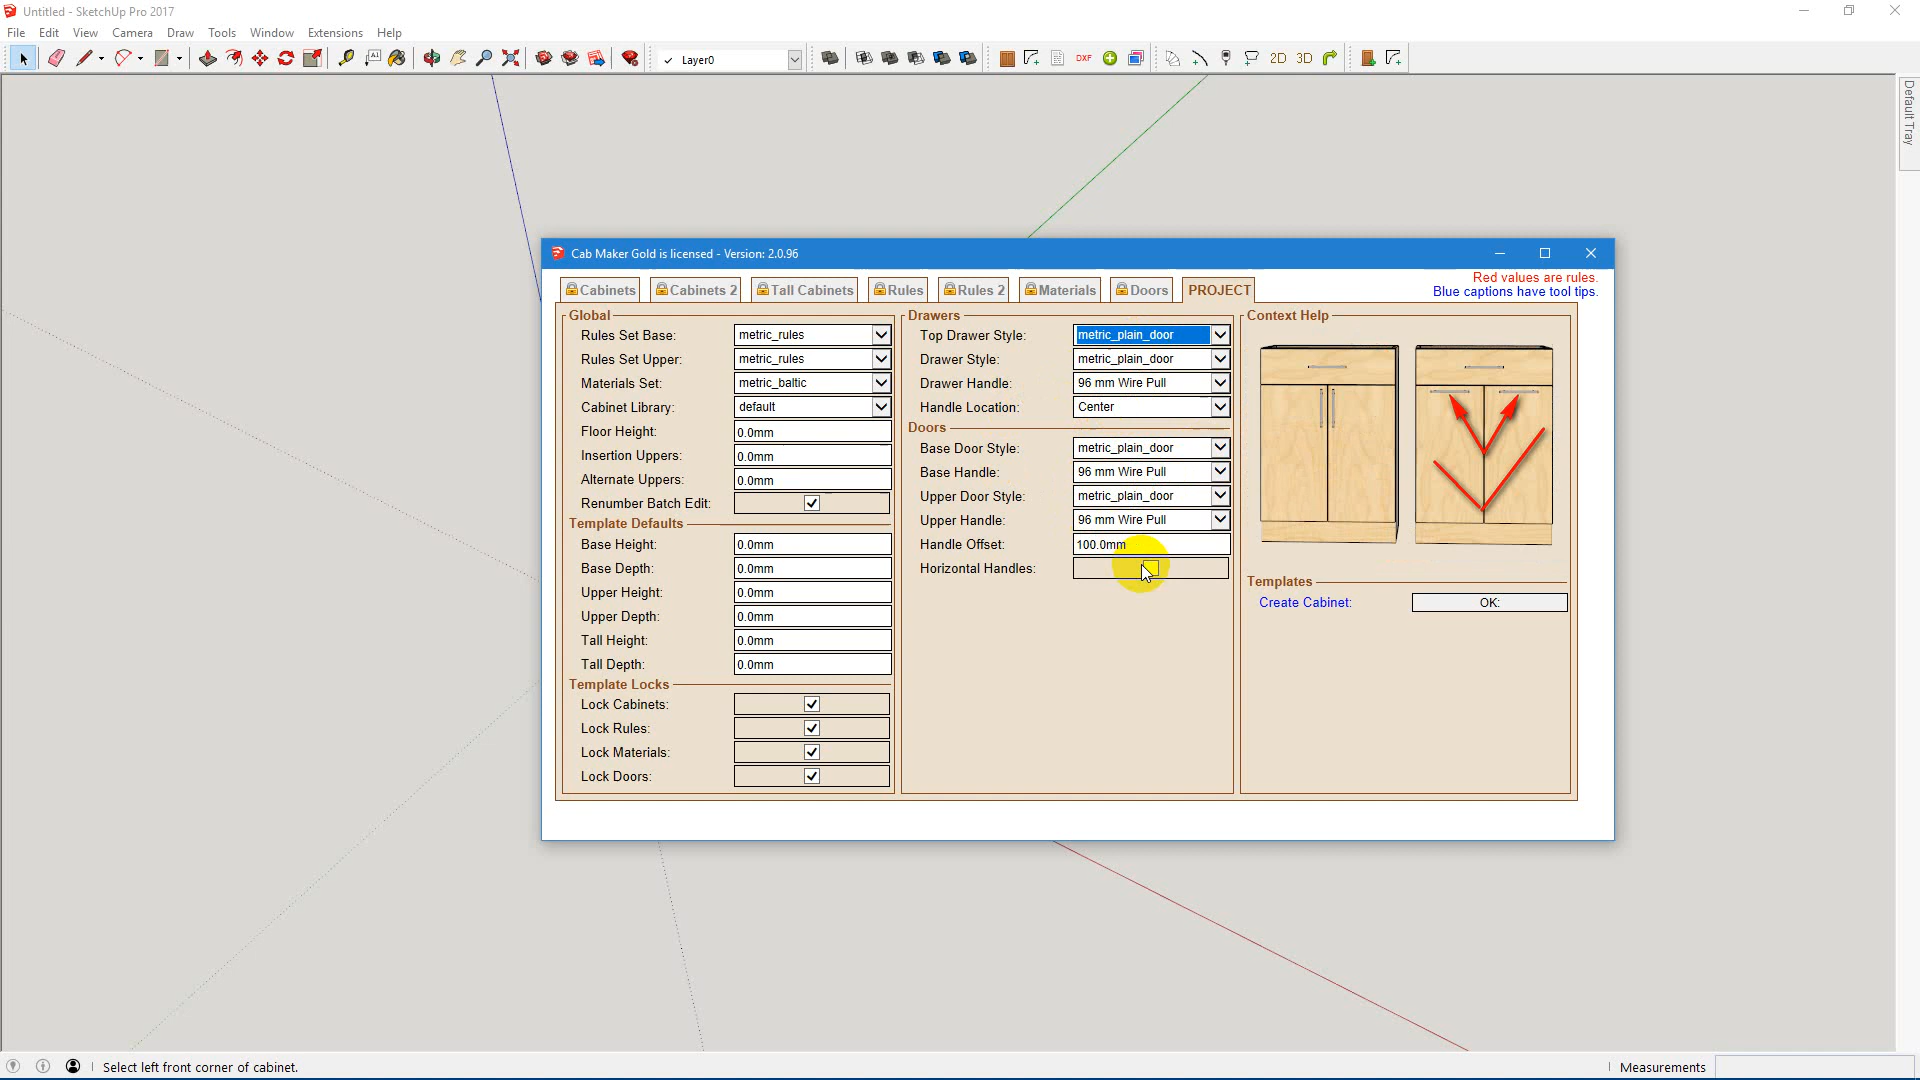 Untitled - SketchUp Pro 2017
File Edit View Camera Draw Tools Window Extensions Help
Layer0
DXF
2D 3D
Default Tray
Cab Maker Gold is licensed - Version: 2.0.96
Cabinets Cabinets 2 Tall Cabinets Rules Rules 2 Materials Doors PROJECT
Red values are rules.
Blue captions have tool tips.
Global
Rules Set Base: metric_rules
Rules Set Upper: metric_rules
Materials Set: metric_baltic
Cabinet Library: default
Floor Height: 0.0mm
Insertion Uppers: 0.0mm
Alternate Uppers: 0.0mm
Renumber Batch Edit:
Template Defaults
Base Height: 0.0mm
Base Depth: 0.0mm
Upper Height: 0.0mm
Upper Depth: 0.0mm
Tall Height: 0.0mm
Tall Depth: 0.0mm
Template Locks
Lock Cabinets:
Lock Rules:
Lock Materials:
Lock Doors:
Drawers
Top Drawer Style: metric_plain_door
Drawer Style: metric_plain_door
Drawer Handle: 96 mm Wire Pull
Handle Location: Center
Doors
Base Door Style: metric_plain_door
Base Handle: 96 mm Wire Pull
Upper Door Style: metric_plain_door
Upper Handle: 96 mm Wire Pull
Handle Offset: 100.0mm
Horizontal Handles:
Context Help
Templates
Create Cabinet: OK:
Select left front corner of cabinet.
Measurements